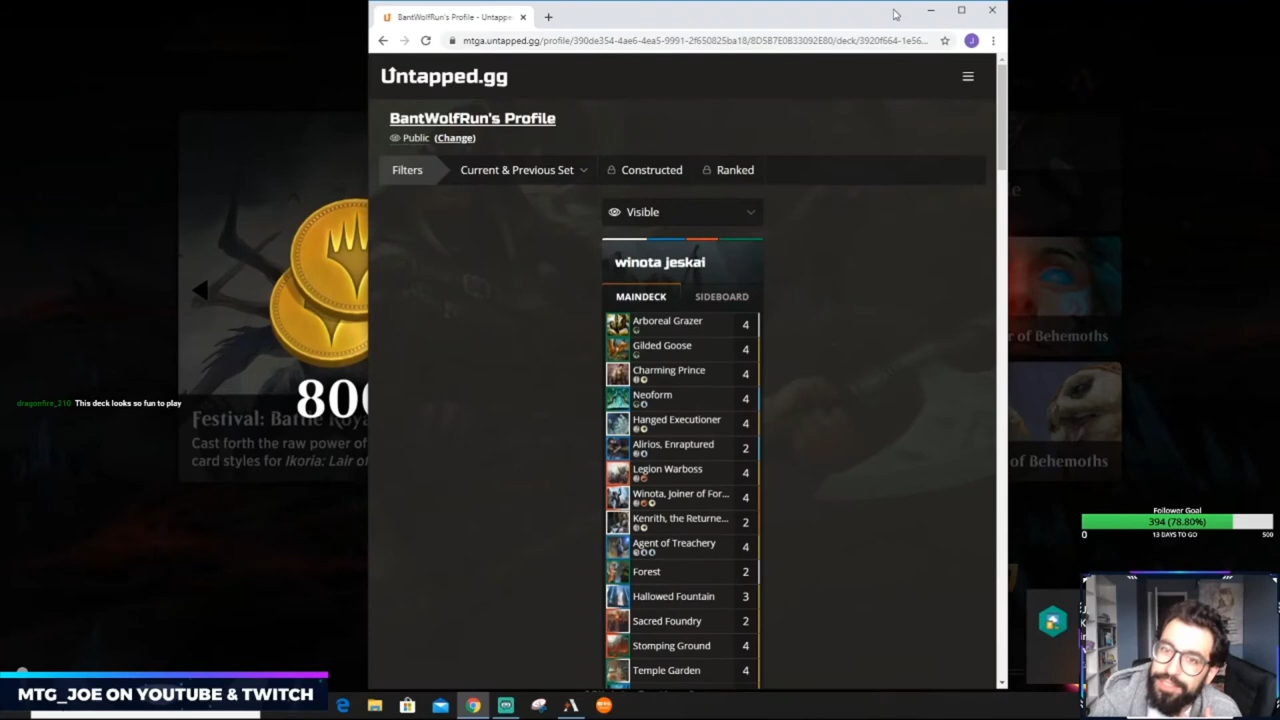 BantWolfRun's Profile - Untappe
mtga.untapped.gg/profile/390de354-4ae6-4ea5-9991-2f650825ba18/8D5B7E0B33092E80/deck/3920f664-1e56...
Untapped.gg
BantWolfRun's Profile
Public (Change)
Filters Current & Previous Set Constructed Ranked
Visible
winota jeskai
MAINDECK SIDEBOARD
Arboreal Grazer 4
Gilded Goose 4
Charming Prince 4
Neoform 4
Hanged Executioner 4
Alirios, Enraptured 2
Legion Warboss 4
Winota, Joiner of For... 4
Kenrith, the Returne... 2
Agent of Treachery 4
Forest 2
Hallowed Fountain 3
Sacred Foundry 2
Stomping Ground 4
Temple Garden 4
dragonfire_210 This deck looks so fun to play
800
Festival: Battle Roya
Cast forth the raw power of
card styles for Ikoria: Lair of
r of Behemoths
of Behemoths
Follower Goal
394 (78.80%)
0 13 DAYS TO GO 500
MTG_JOE ON YOUTUBE & TWITCH